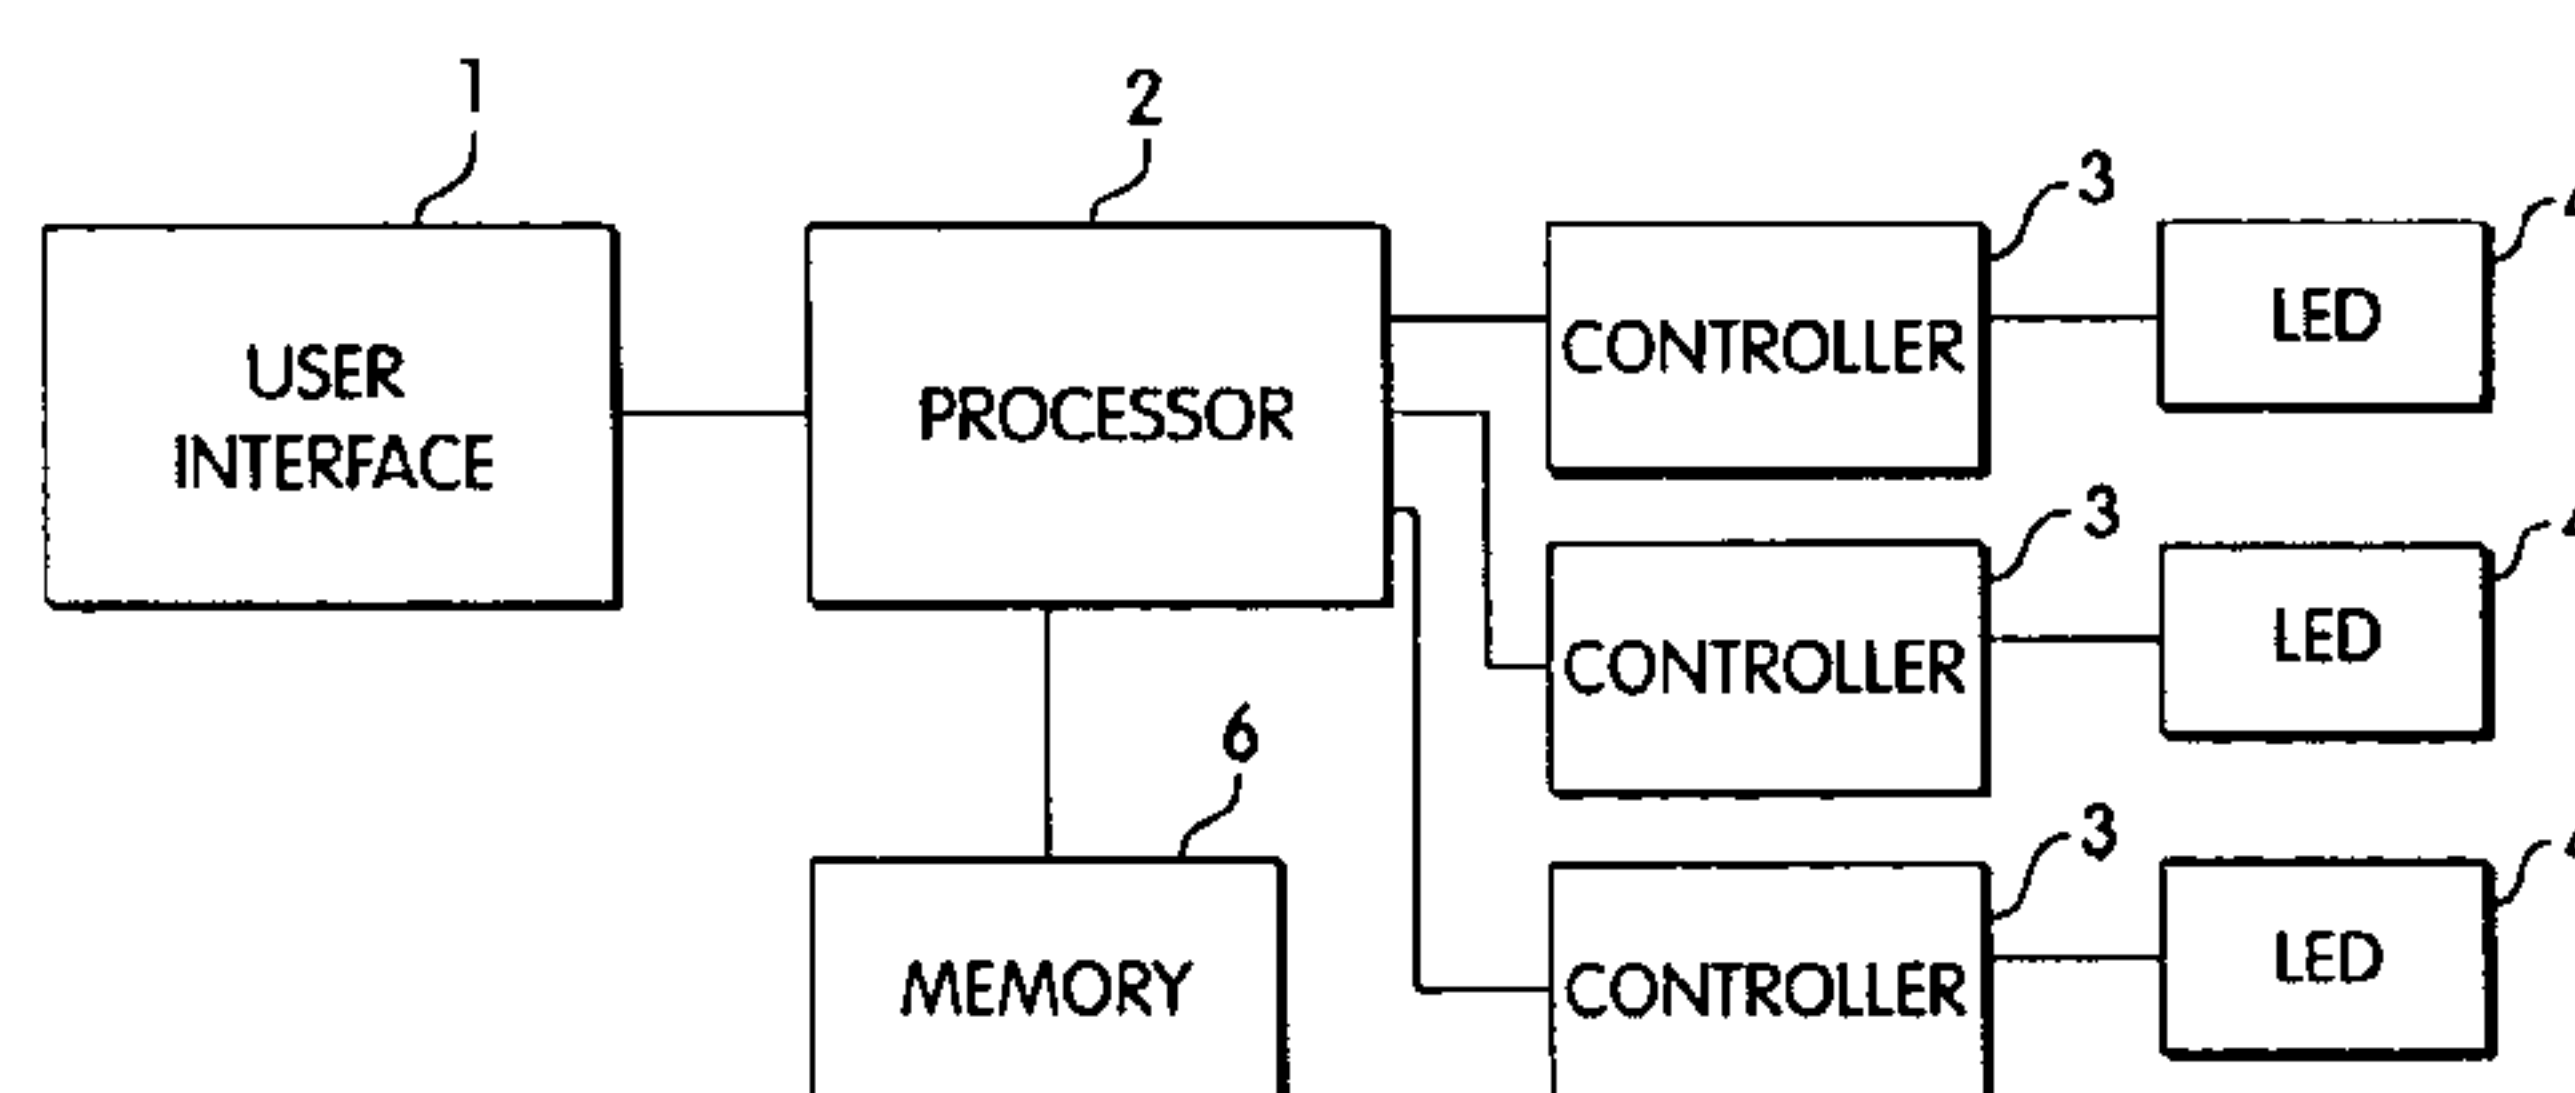 1
2
3
USER
INTERFACE
PROCESSOR
CONTROLLER
LED
3
CONTROLLER
LED
6
MEMORY
3
CONTROLLER
LED